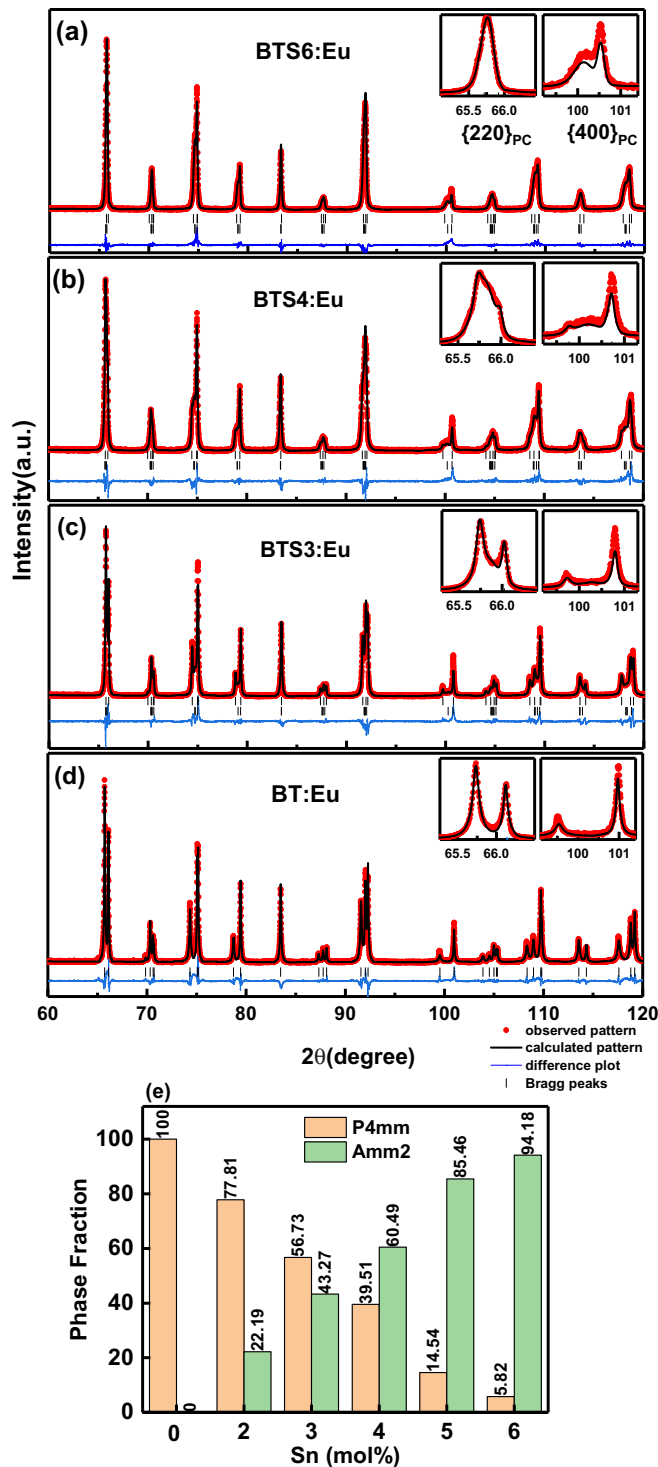 (a)
BTS6:Eu
65.5 66.0
{220}PC
100 101
{400}PC
(b)
BTS4:Eu
65.5 66.0
100 101
(c)
BTS3:Eu
65.5 66.0
100 101
(d)
BT:Eu
65.5 66.0
100 101
Intensity(a.u.)
60 70 80 90 100 110 120
2θ(degree)
observed pattern
calculated pattern
difference plot
Bragg peaks
(e)
P4mm
Amm2
100
80
60
40
20
0
Phase Fraction
100
0
77.81
22.19
56.73
43.27
39.51
60.49
14.54
85.46
5.82
94.18
0 2 3 4 5 6
Sn (mol%)